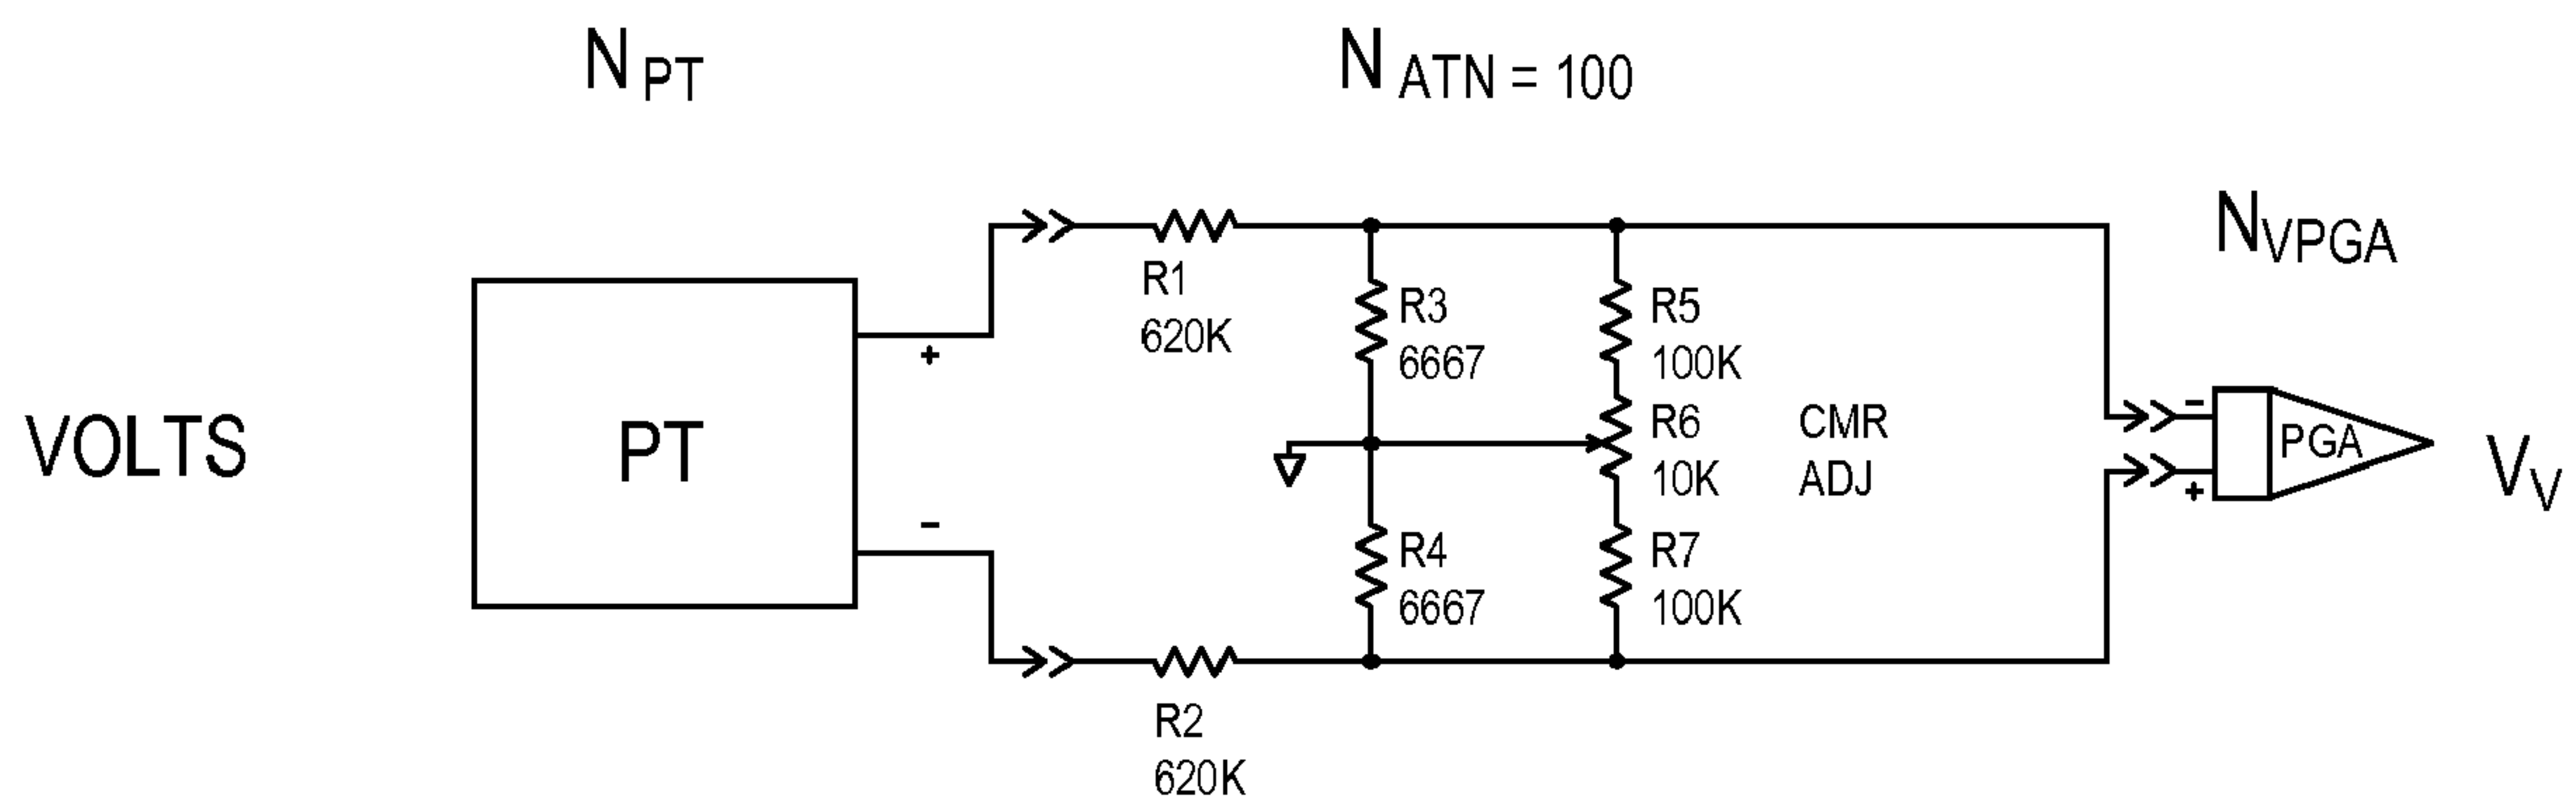 N PT
N ATN = 100
N VPGA
VOLTS
PT
+
-
R1
620K
R3
6667
R5
100K
R6
10K
CMR
ADJ
R4
6667
R7
100K
R2
620K
-
+
PGA
V V